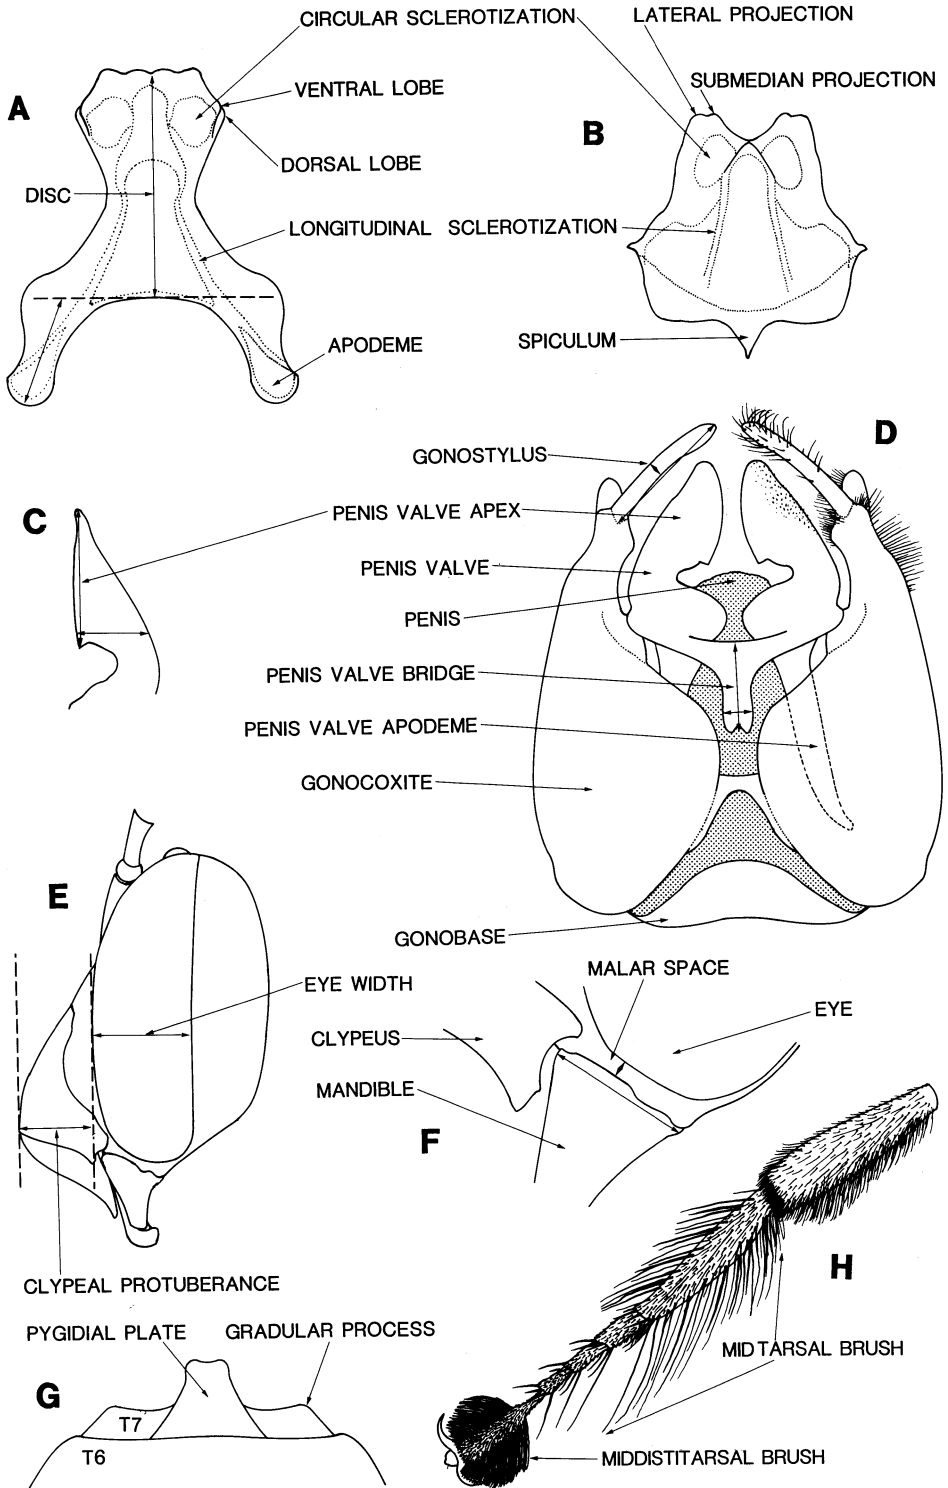 CIRCULAR SCLEROTIZATION
LATERAL PROJECTION
SUBMEDIAN PROJECTION
A
VENTRAL LOBE
B
DORSAL LOBE
DISC
LONGITUDINAL SCLEROTIZATION
APODEME
SPICULUM
D
GONOSTYLUS
C
PENIS VALVE APEX
PENIS VALVE
PENIS
PENIS VALVE BRIDGE
PENIS VALVE APODEME
GONOCOXITE
E
GONOBASE
MALAR SPACE
EYE WIDTH
EYE
CLYPEUS
MANDIBLE
F
H
CLYPEAL PROTUBERANCE
PYGIDIAL PLATE
GRADULAR PROCESS
MIDTARSAL BRUSH
G
T7
T6
MIDDISTITARSAL BRUSH